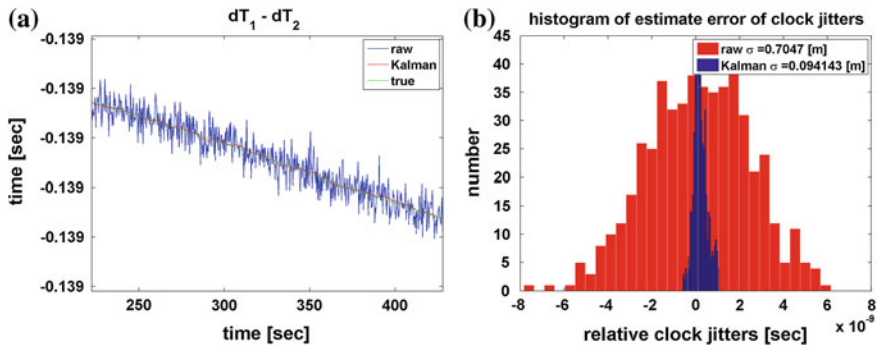 (a)
dT1 - dT2
-0.139
-0.139
-0.139
-0.139
-0.139
-0.139
time [sec]
raw
Kalman
true
250
300
350
400
time [sec]
(b)
histogram of estimate error of clock jitters
45
40
35
30
25
20
15
10
5
0
number
raw σ =0.7047 [m]
Kalman σ =0.094143 [m]
-8
-6
-4
-2
0
2
4
6
8
x 10-9
relative clock jitters [sec]